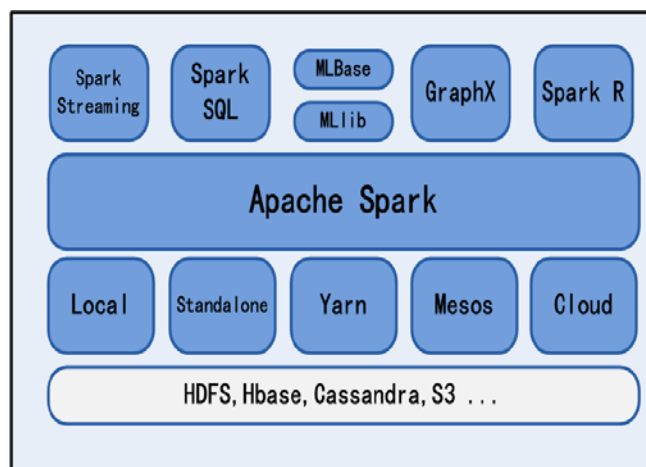 Spark
Streaming
Spark
SQL
MLBase
MLlib
GraphX
Spark R
Apache Spark
Local
Standalone
Yarn
Mesos
Cloud
HDFS, Hbase, Cassandra, S3 ...